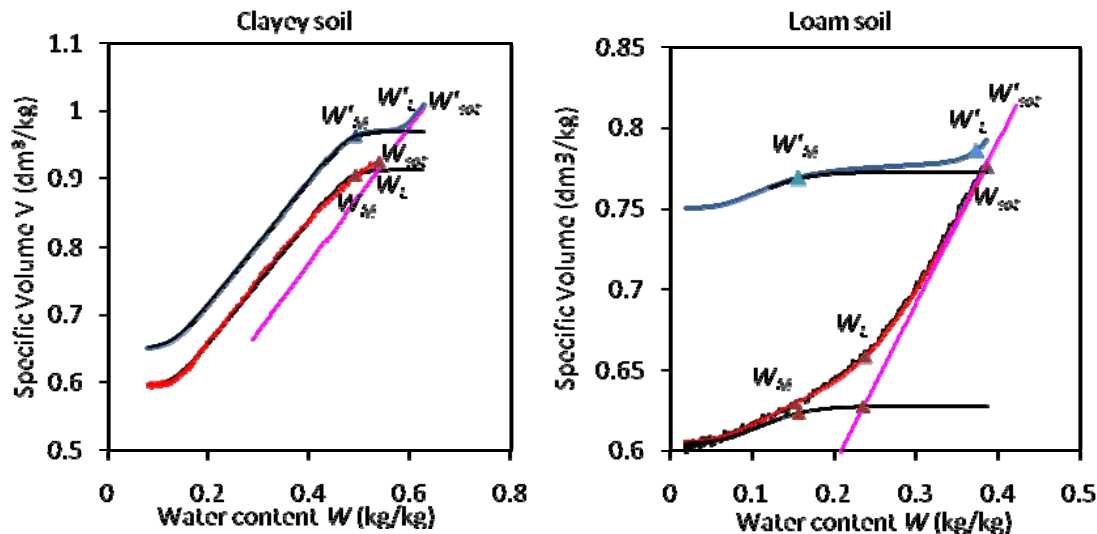 Clayey soil
Specific Volume V (dm³/kg)
1.1
1
0.9
0.8
0.7
0.6
0.5
0
0.2
0.4
0.6
0.8
Water content W (kg/kg)
W'M
W'L
W'sat
Wsat
WL
WM
Loam soil
Specific Volume (dm3/kg)
0.85
0.8
0.75
0.7
0.65
0.6
0
0.1
0.2
0.3
0.4
0.5
Water content W (kg/kg)
W'sat
W'L
W'M
Wsat
WL
WM